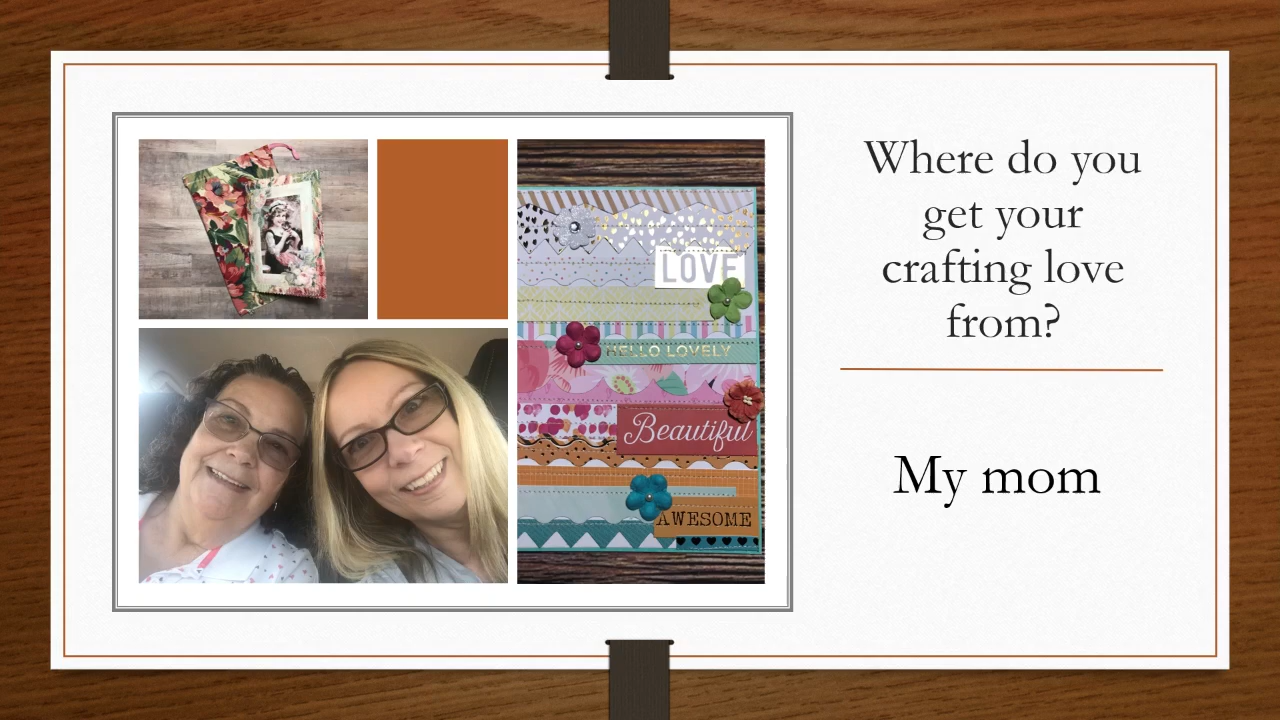 Where do you
get your
crafting love
from?
My mom
LOVE
HELLO LOVELY
Beautiful
AWESOME